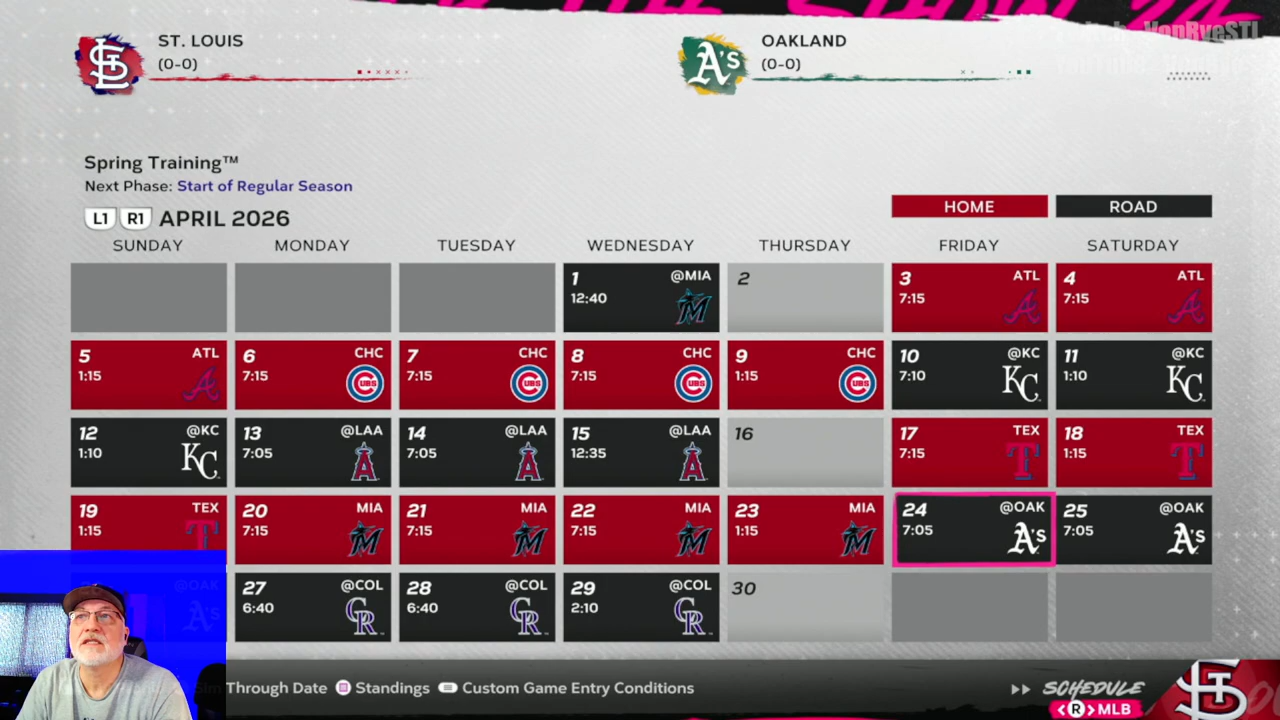 THE SHOW 24
VonRyeSTL
ST. LOUIS
(0-0)
OAKLAND
(0-0)
Spring Training™
Next Phase: Start of Regular Season
L1 R1 APRIL 2026
HOME ROAD
SUNDAY MONDAY TUESDAY WEDNESDAY THURSDAY FRIDAY SATURDAY
1 @MIA 2 3 ATL 4 ATL
12:40 7:15 7:15
5 ATL 6 CHC 7 CHC 8 CHC 9 CHC 10 @KC 11 @KC
1:15 7:15 7:15 7:15 1:15 7:10 1:10
12 @KC 13 @LAA 14 @LAA 15 @LAA 16 17 TEX 18 TEX
1:10 7:05 7:05 12:35 7:15 1:15
19 TEX 20 MIA 21 MIA 22 MIA 23 MIA 24 @OAK 25 @OAK
1:15 7:15 7:15 7:15 1:15 7:05 7:05
@OAK 27 @COL 28 @COL 29 @COL 30
6:40 6:40 2:10
Sim Through Date Standings Custom Game Entry Conditions
SCHEDULE
R MLB